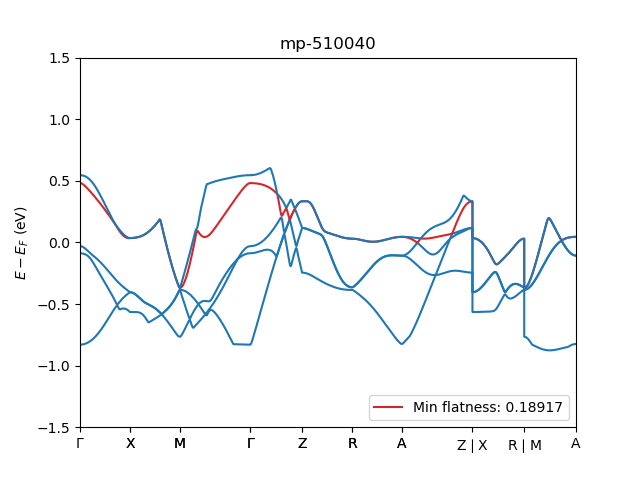 mp-510040
E − E_F (eV)
1.5
1.0
0.5
0.0
−0.5
−1.0
−1.5
Min flatness: 0.18917
Γ X M Γ Z R A Z | X R | M A